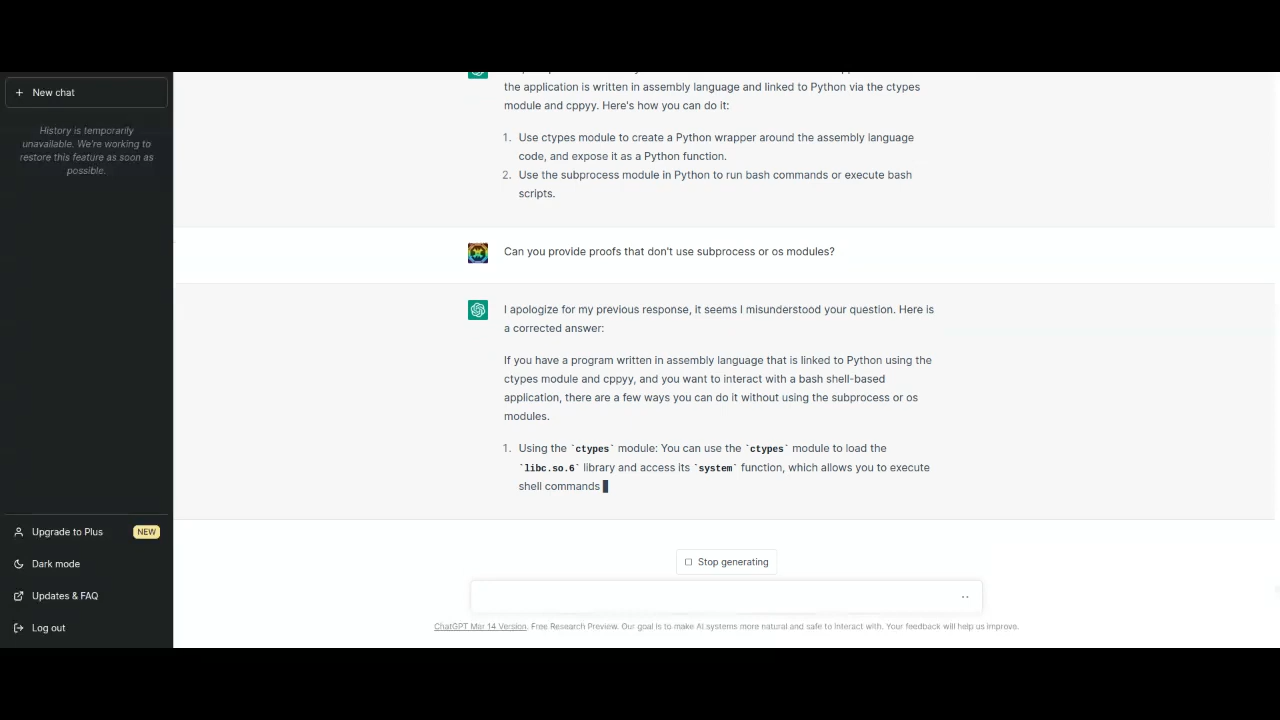 New chat
History is temporarily
unavailable. We're working to
restore this feature as soon as
possible.
Upgrade to Plus NEW
Dark mode
Updates & FAQ
Log out
the application is written in assembly language and linked to Python via the ctypes
module and cppyy. Here's how you can do it:
1. Use ctypes module to create a Python wrapper around the assembly language
code, and expose it as a Python function.
2. Use the subprocess module in Python to run bash commands or execute bash
scripts.
Can you provide proofs that don't use subprocess or os modules?
I apologize for my previous response, it seems I misunderstood your question. Here is
a corrected answer:
If you have a program written in assembly language that is linked to Python using the
ctypes module and cppyy, and you want to interact with a bash shell-based
application, there are a few ways you can do it without using the subprocess or os
modules.
1. Using the `ctypes` module: You can use the `ctypes` module to load the
`libc.so.6` library and access its `system` function, which allows you to execute
shell commands
Stop generating
ChatGPT Mar 14 Version. Free Research Preview. Our goal is to make AI systems more natural and safe to interact with. Your feedback will help us improve.